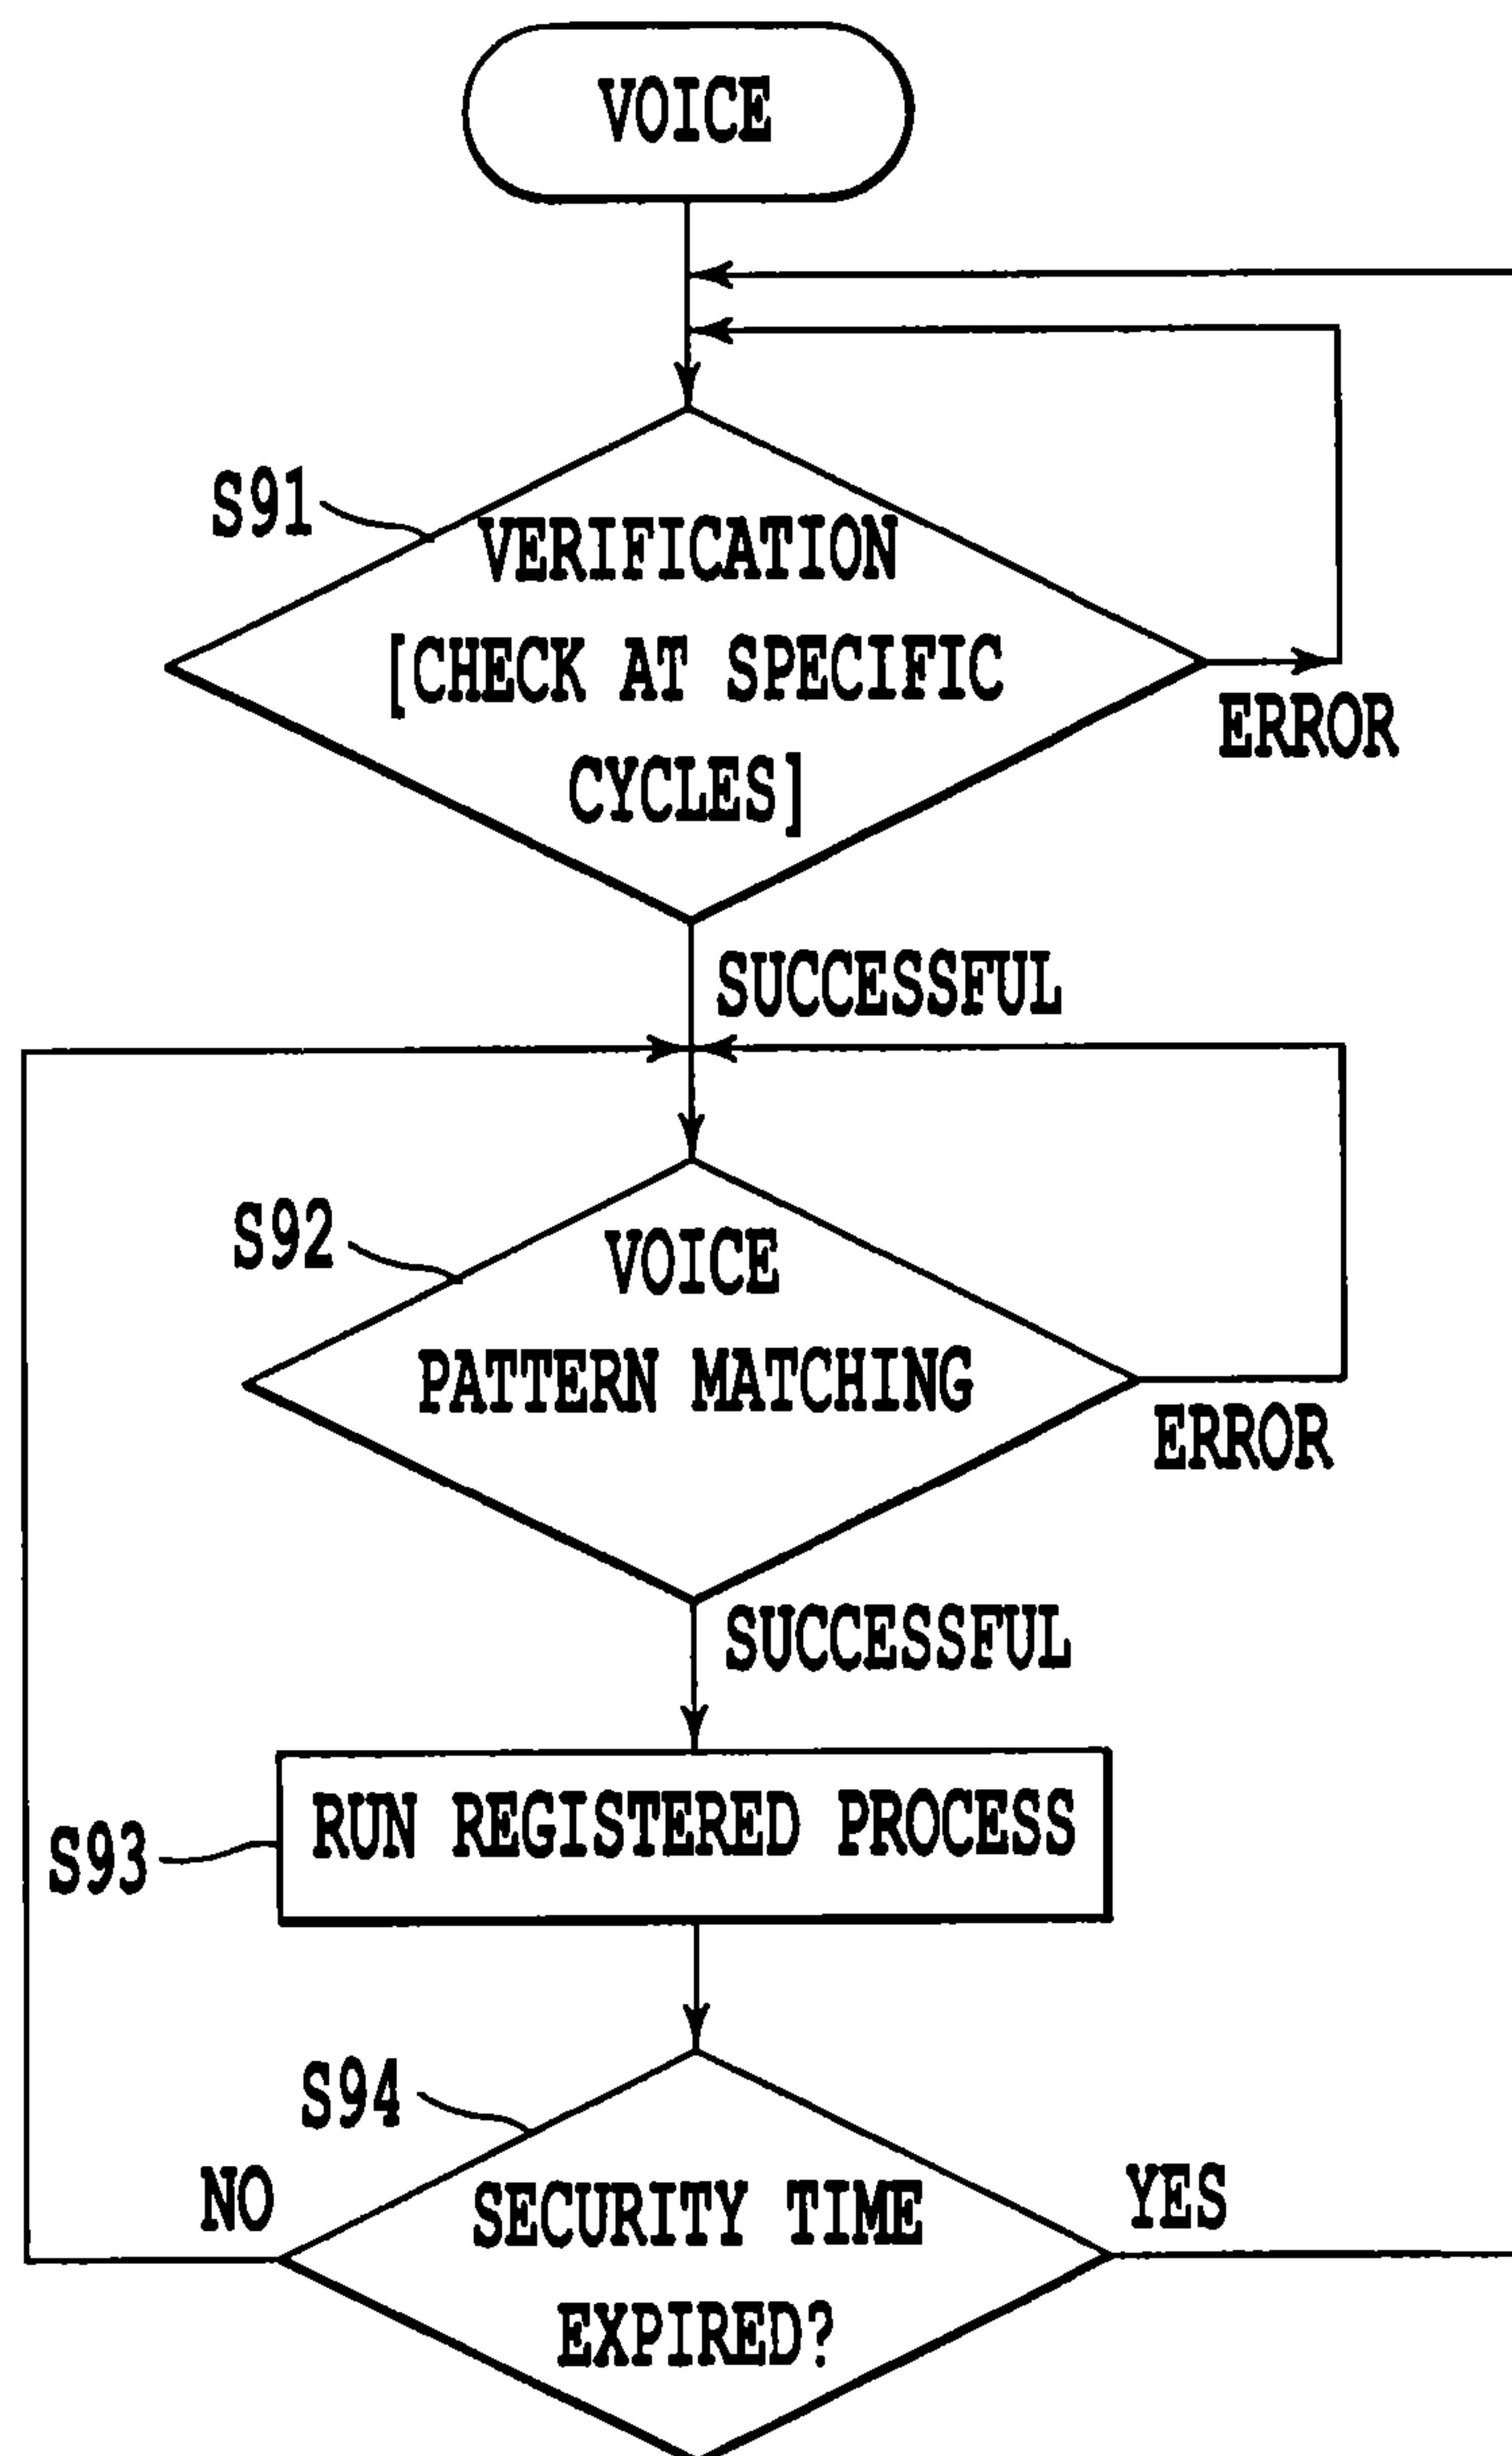 VOICE
S91
VERIFICATION
[CHECK AT SPECIFIC
CYCLES]
ERROR
SUCCESSFUL
S92
VOICE
PATTERN MATCHING
ERROR
SUCCESSFUL
RUN REGISTERED PROCESS
S93
S94
NO
SECURITY TIME
YES
EXPIRED?